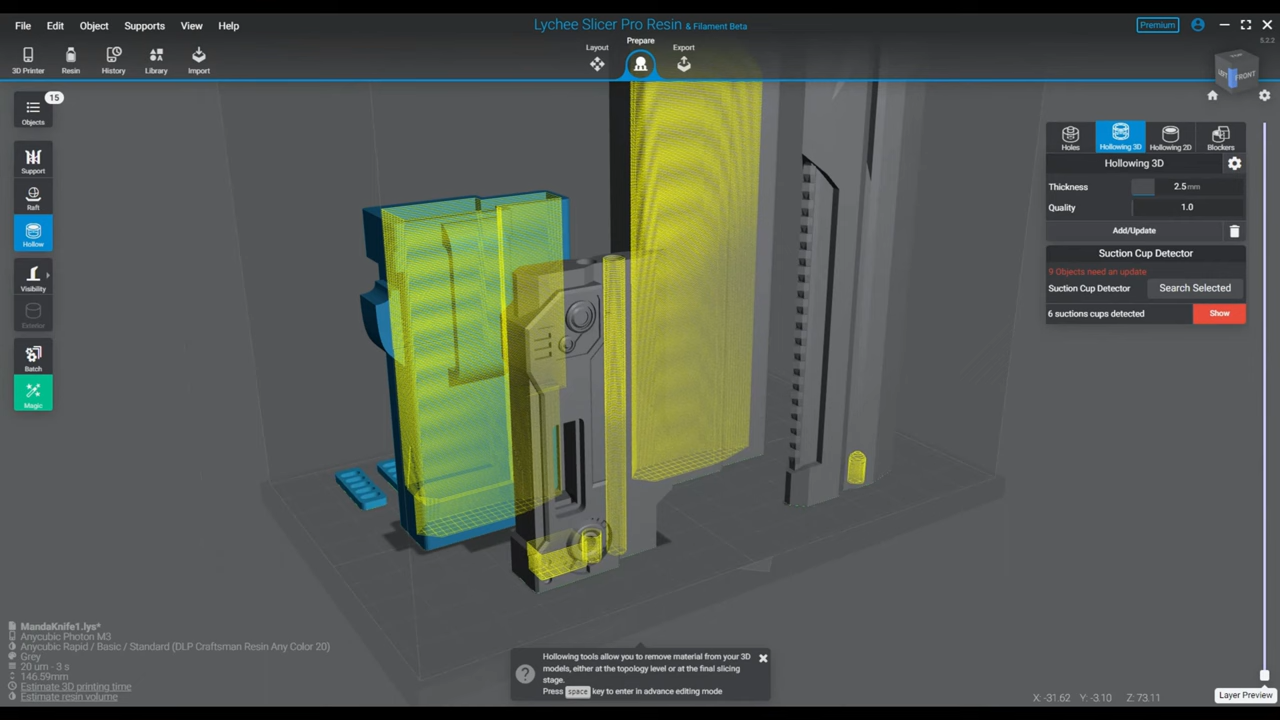 File Edit Object Supports View Help
Lychee Slicer Pro Resin & Filament Beta
Premium
5.2.2
3D Printer Resin History Library Import
Layout Prepare Export
LEFT FRONT
15
Objects
Support
Raft
Hollow
Visibility
Exterior
Batch
Magic
Holes Hollowing 3D Hollowing 2D Blockers
Hollowing 3D
Thickness 2.5mm
Quality 1.0
Add/Update
Suction Cup Detector
9 Objects need an update
Suction Cup Detector Search Selected
6 suctions cups detected Show
MandaKnife1.lys*
Anycubic Photon M3
Anycubic Rapid / Basic / Standard (DLP Craftsman Resin Any Color 20)
Grey
20 um - 3 s
146.59mm
Estimate 3D printing time
Estimate resin volume
Hollowing tools allow you to remove material from your 3D
models, either at the topology level or at the final slicing
stage.
Press space key to enter in advance editing mode
Layer Preview
X: -31.62 Y: -3.10 Z: 73.11